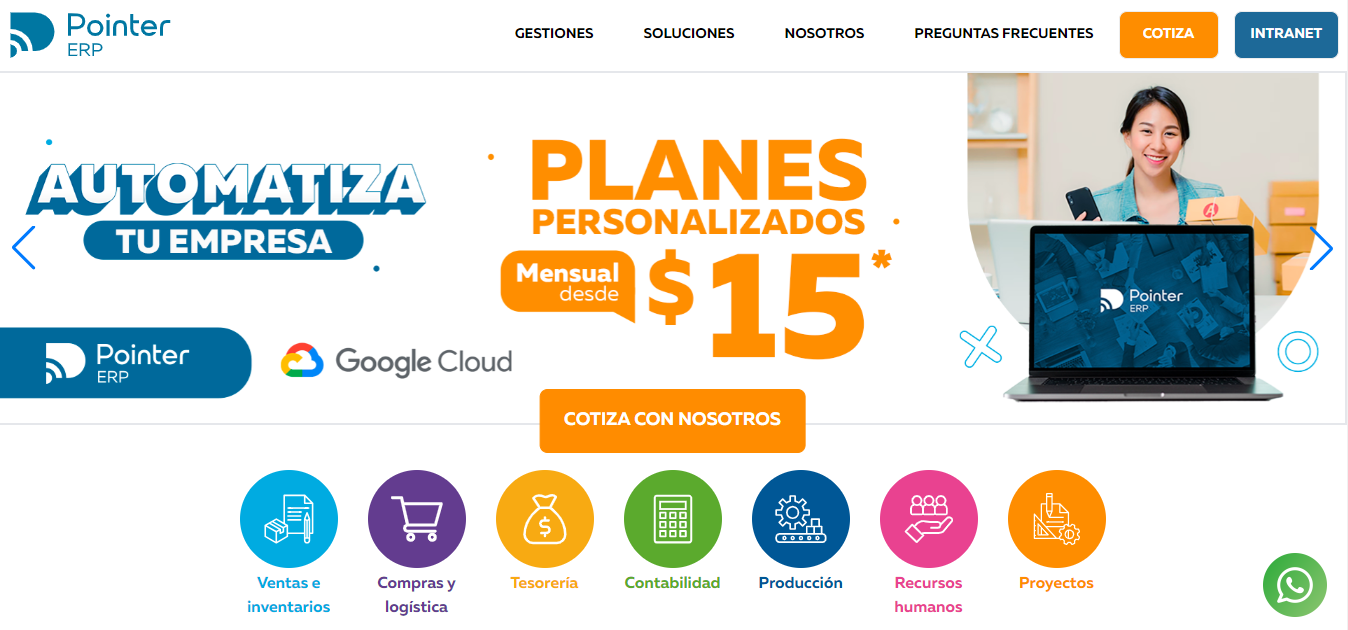 Pointer
ERP
GESTIONES
SOLUCIONES
NOSOTROS
PREGUNTAS FRECUENTES
COTIZA
INTRANET
AUTOMATIZA
TU EMPRESA
PLANES
PERSONALIZADOS
Mensual
desde
$15*
Pointer
ERP
Google Cloud
A
Pointer
ERP
COTIZA CON NOSOTROS
Ventas e
inventarios
Compras y
logística
Tesorería
Contabilidad
Producción
Recursos
humanos
Proyectos